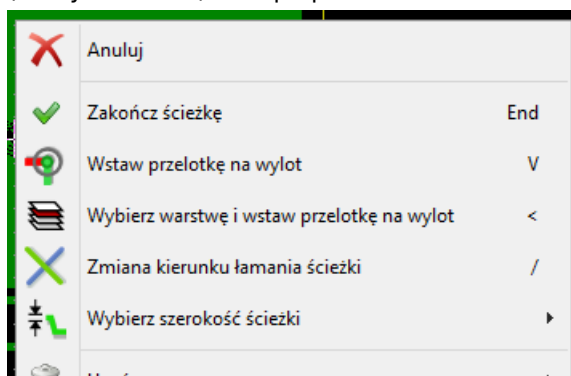 Anuluj
Zakończ ścieżkę End
Wstaw przelotkę na wylot V
Wybierz warstwę i wstaw przelotkę na wylot <
Zmiana kierunku łamania ścieżki /
Wybierz szerokość ścieżki